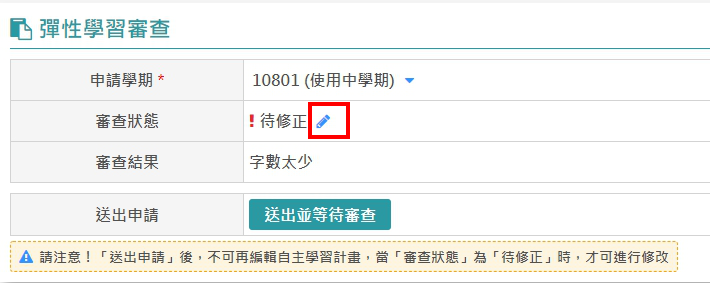 彈性學習審查
申請學期 * 10801 (使用中學期)
審查狀態 ! 待修正
審查結果 字數太少
送出申請 送出並等待審查
請注意！「送出申請」後，不可再編輯自主學習計畫，當「審查狀態」為「待修正」時，才可進行修改